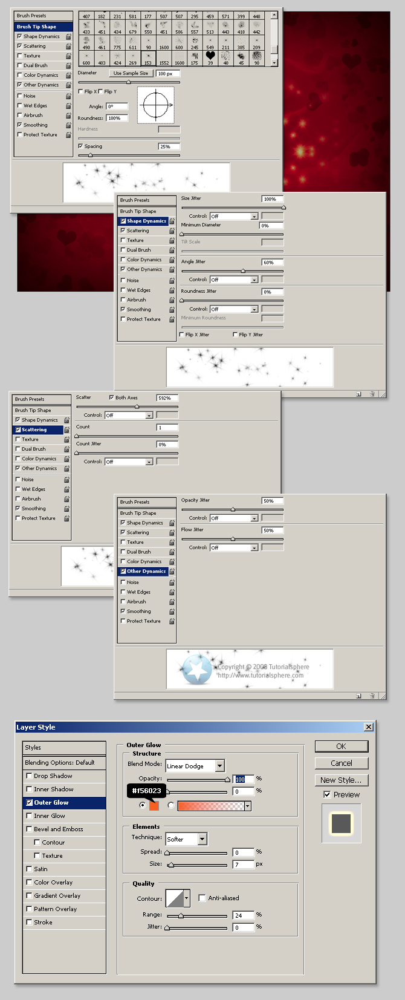 Brush Presets
Brush Tip Shape
Shape Dynamics
Scattering
Texture
Dual Brush
Color Dynamics
Other Dynamics
Noise
Wet Edges
Airbrush
Smoothing
Protect Texture
407 182 231 581 177 507 507 295 459 571 399 448
433 451 434 679 550 451 586 557 513 443 418 442
490 461 775 611 90 1600 600 245 549 211 385 209
600 403 424 269 153 1552 1600 175 39 40 45 90
Diameter Use Sample Size 100 px
Flip X Flip Y
Angle: 0°
Roundness: 100%
Hardness
Spacing 25%
Brush Presets
Brush Tip Shape
Shape Dynamics
Scattering
Texture
Dual Brush
Color Dynamics
Other Dynamics
Noise
Wet Edges
Airbrush
Smoothing
Protect Texture
Size Jitter 100%
Control: Off
Minimum Diameter 0%
Tilt Scale
Angle Jitter 60%
Control: Off
Roundness Jitter 0%
Control: Off
Minimum Roundness
Flip X Jitter Flip Y Jitter
Brush Presets
Brush Tip Shape
Shape Dynamics
Scattering
Texture
Dual Brush
Color Dynamics
Other Dynamics
Noise
Wet Edges
Airbrush
Smoothing
Protect Texture
Scatter Both Axes 592%
Control: Off
Count 1
Count Jitter 0%
Control: Off
Brush Presets
Brush Tip Shape
Shape Dynamics
Scattering
Texture
Dual Brush
Color Dynamics
Other Dynamics
Noise
Wet Edges
Airbrush
Smoothing
Protect Texture
Opacity Jitter 50%
Control: Off
Flow Jitter 50%
Control: Off
Copyright © 2008 Tutorialsphere
http://www.tutorialsphere.com
Layer Style
Styles
Blending Options: Default
Drop Shadow
Inner Shadow
Outer Glow
Inner Glow
Bevel and Emboss
Contour
Texture
Satin
Color Overlay
Gradient Overlay
Pattern Overlay
Stroke
Outer Glow
Structure
Blend Mode: Linear Dodge
Opacity: 100 %
#f56023 0 %
Elements
Technique: Softer
Spread: 0 %
Size: 7 px
Quality
Contour: Anti-aliased
Range: 24 %
Jitter: 0 %
OK
Cancel
New Style...
Preview